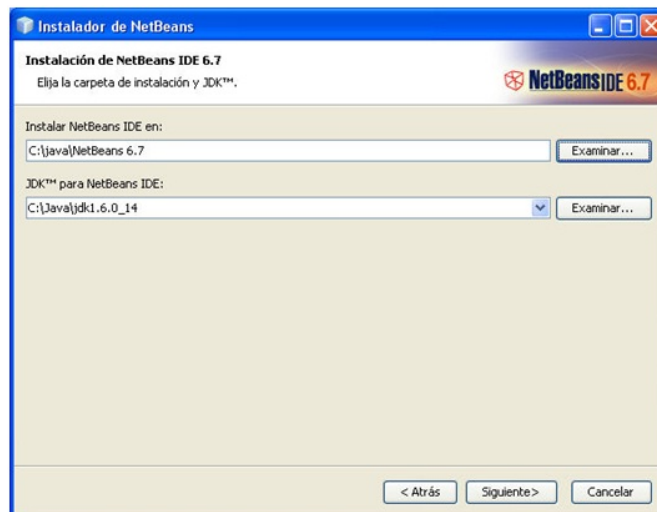 Instalador de NetBeans
Instalación de NetBeans IDE 6.7
Elija la carpeta de instalación y JDK™.
NetBeans IDE 6.7
Instalar NetBeans IDE en:
C:\java\NetBeans 6.7
Examinar...
JDK™ para NetBeans IDE:
C:\Java\jdk1.6.0_14
Examinar...
< Atrás
Siguiente>
Cancelar